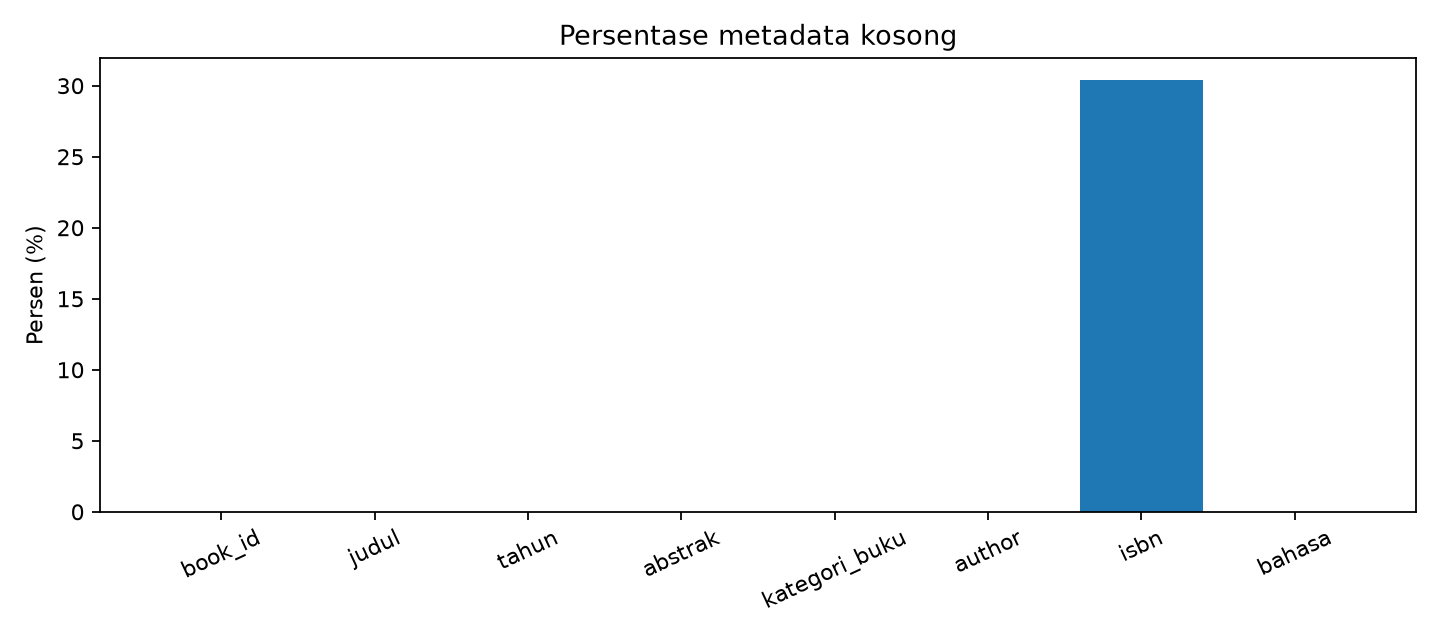 Persentase metadata kosong
Persen (%)
30
25
20
15
10
5
0
book_id
judul
tahun
abstrak
kategori_buku
author
isbn
bahasa